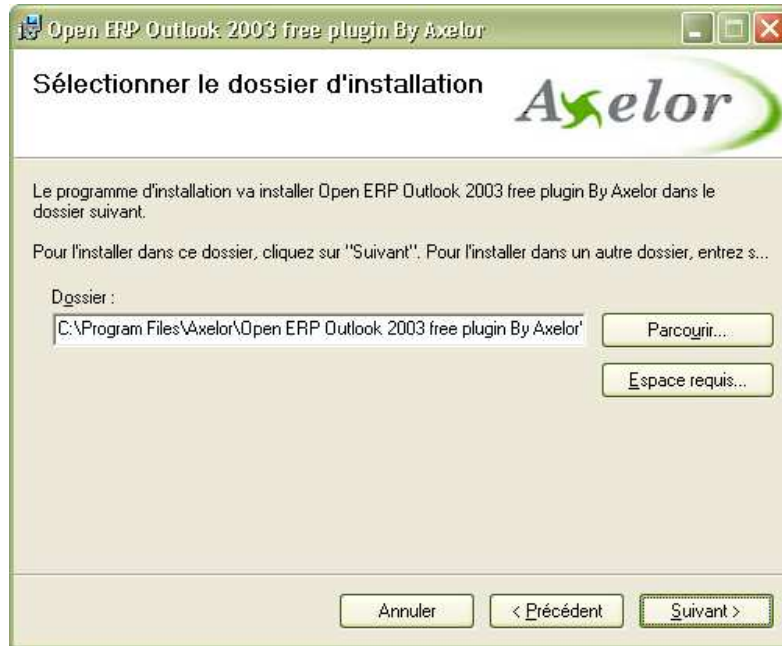 Open ERP Outlook 2003 free plugin By Axelor
Sélectionner le dossier d'installation
Axelor
Le programme d'installation va installer Open ERP Outlook 2003 free plugin By Axelor dans le
dossier suivant.
Pour l'installer dans ce dossier, cliquez sur "Suivant". Pour l'installer dans un autre dossier, entrez s...
Dossier :
C:\Program Files\Axelor\Open ERP Outlook 2003 free plugin By Axelor'
Parcourir...
Espace requis...
Annuler
< Précédent
Suivant >